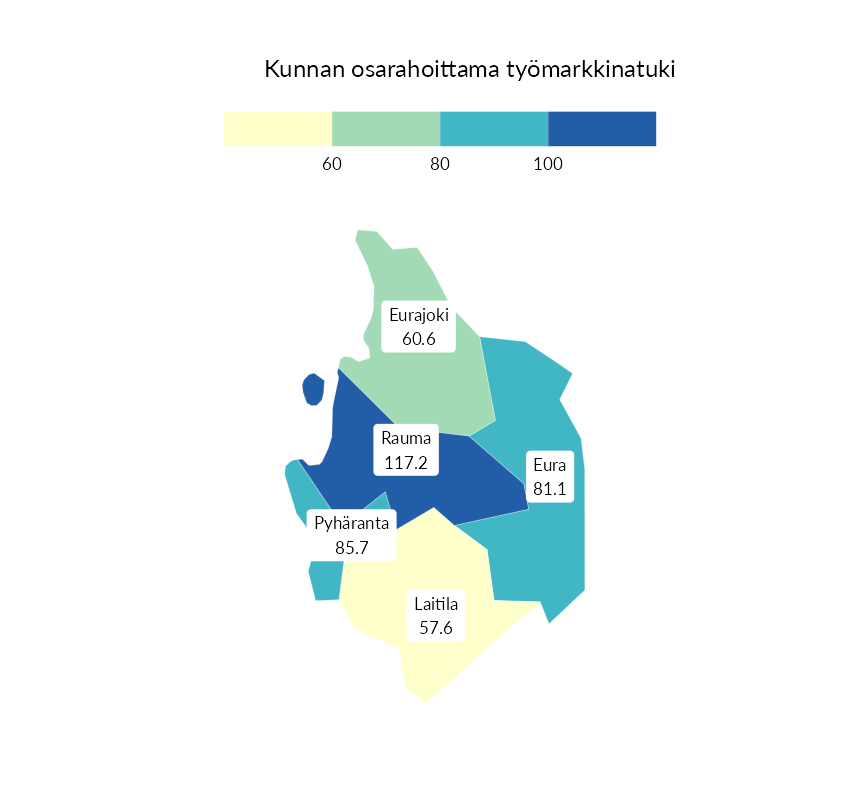 Kunnan osarahoittama työmarkkinatuki
60 80 100
Eurajoki
60.6
Rauma
117.2
Eura
81.1
Pyhäranta
85.7
Laitila
57.6